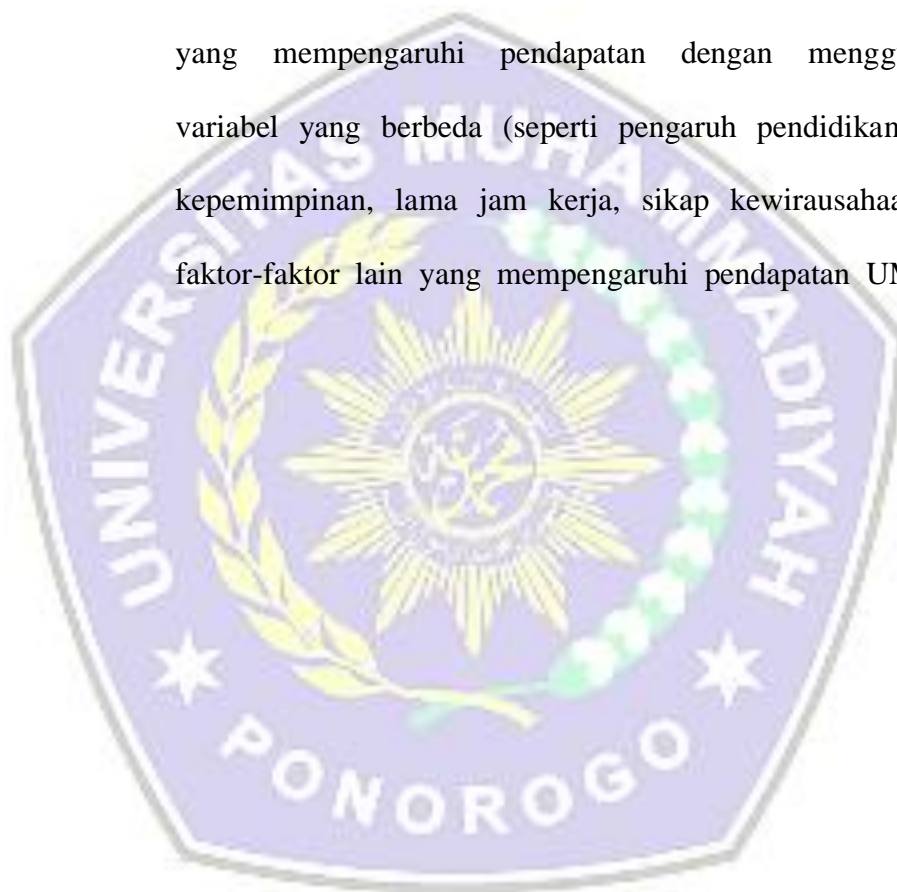 yang mempengaruhi pendapatan dengan mengg
variabel yang berbeda (seperti pengaruh pendidikan
kepemimpinan, lama jam kerja, sikap kewirausahaa
faktor-faktor lain yang mempengaruhi pendapatan UM
UNIVERSITAS MUHAMMADIYAH
PONOROGO